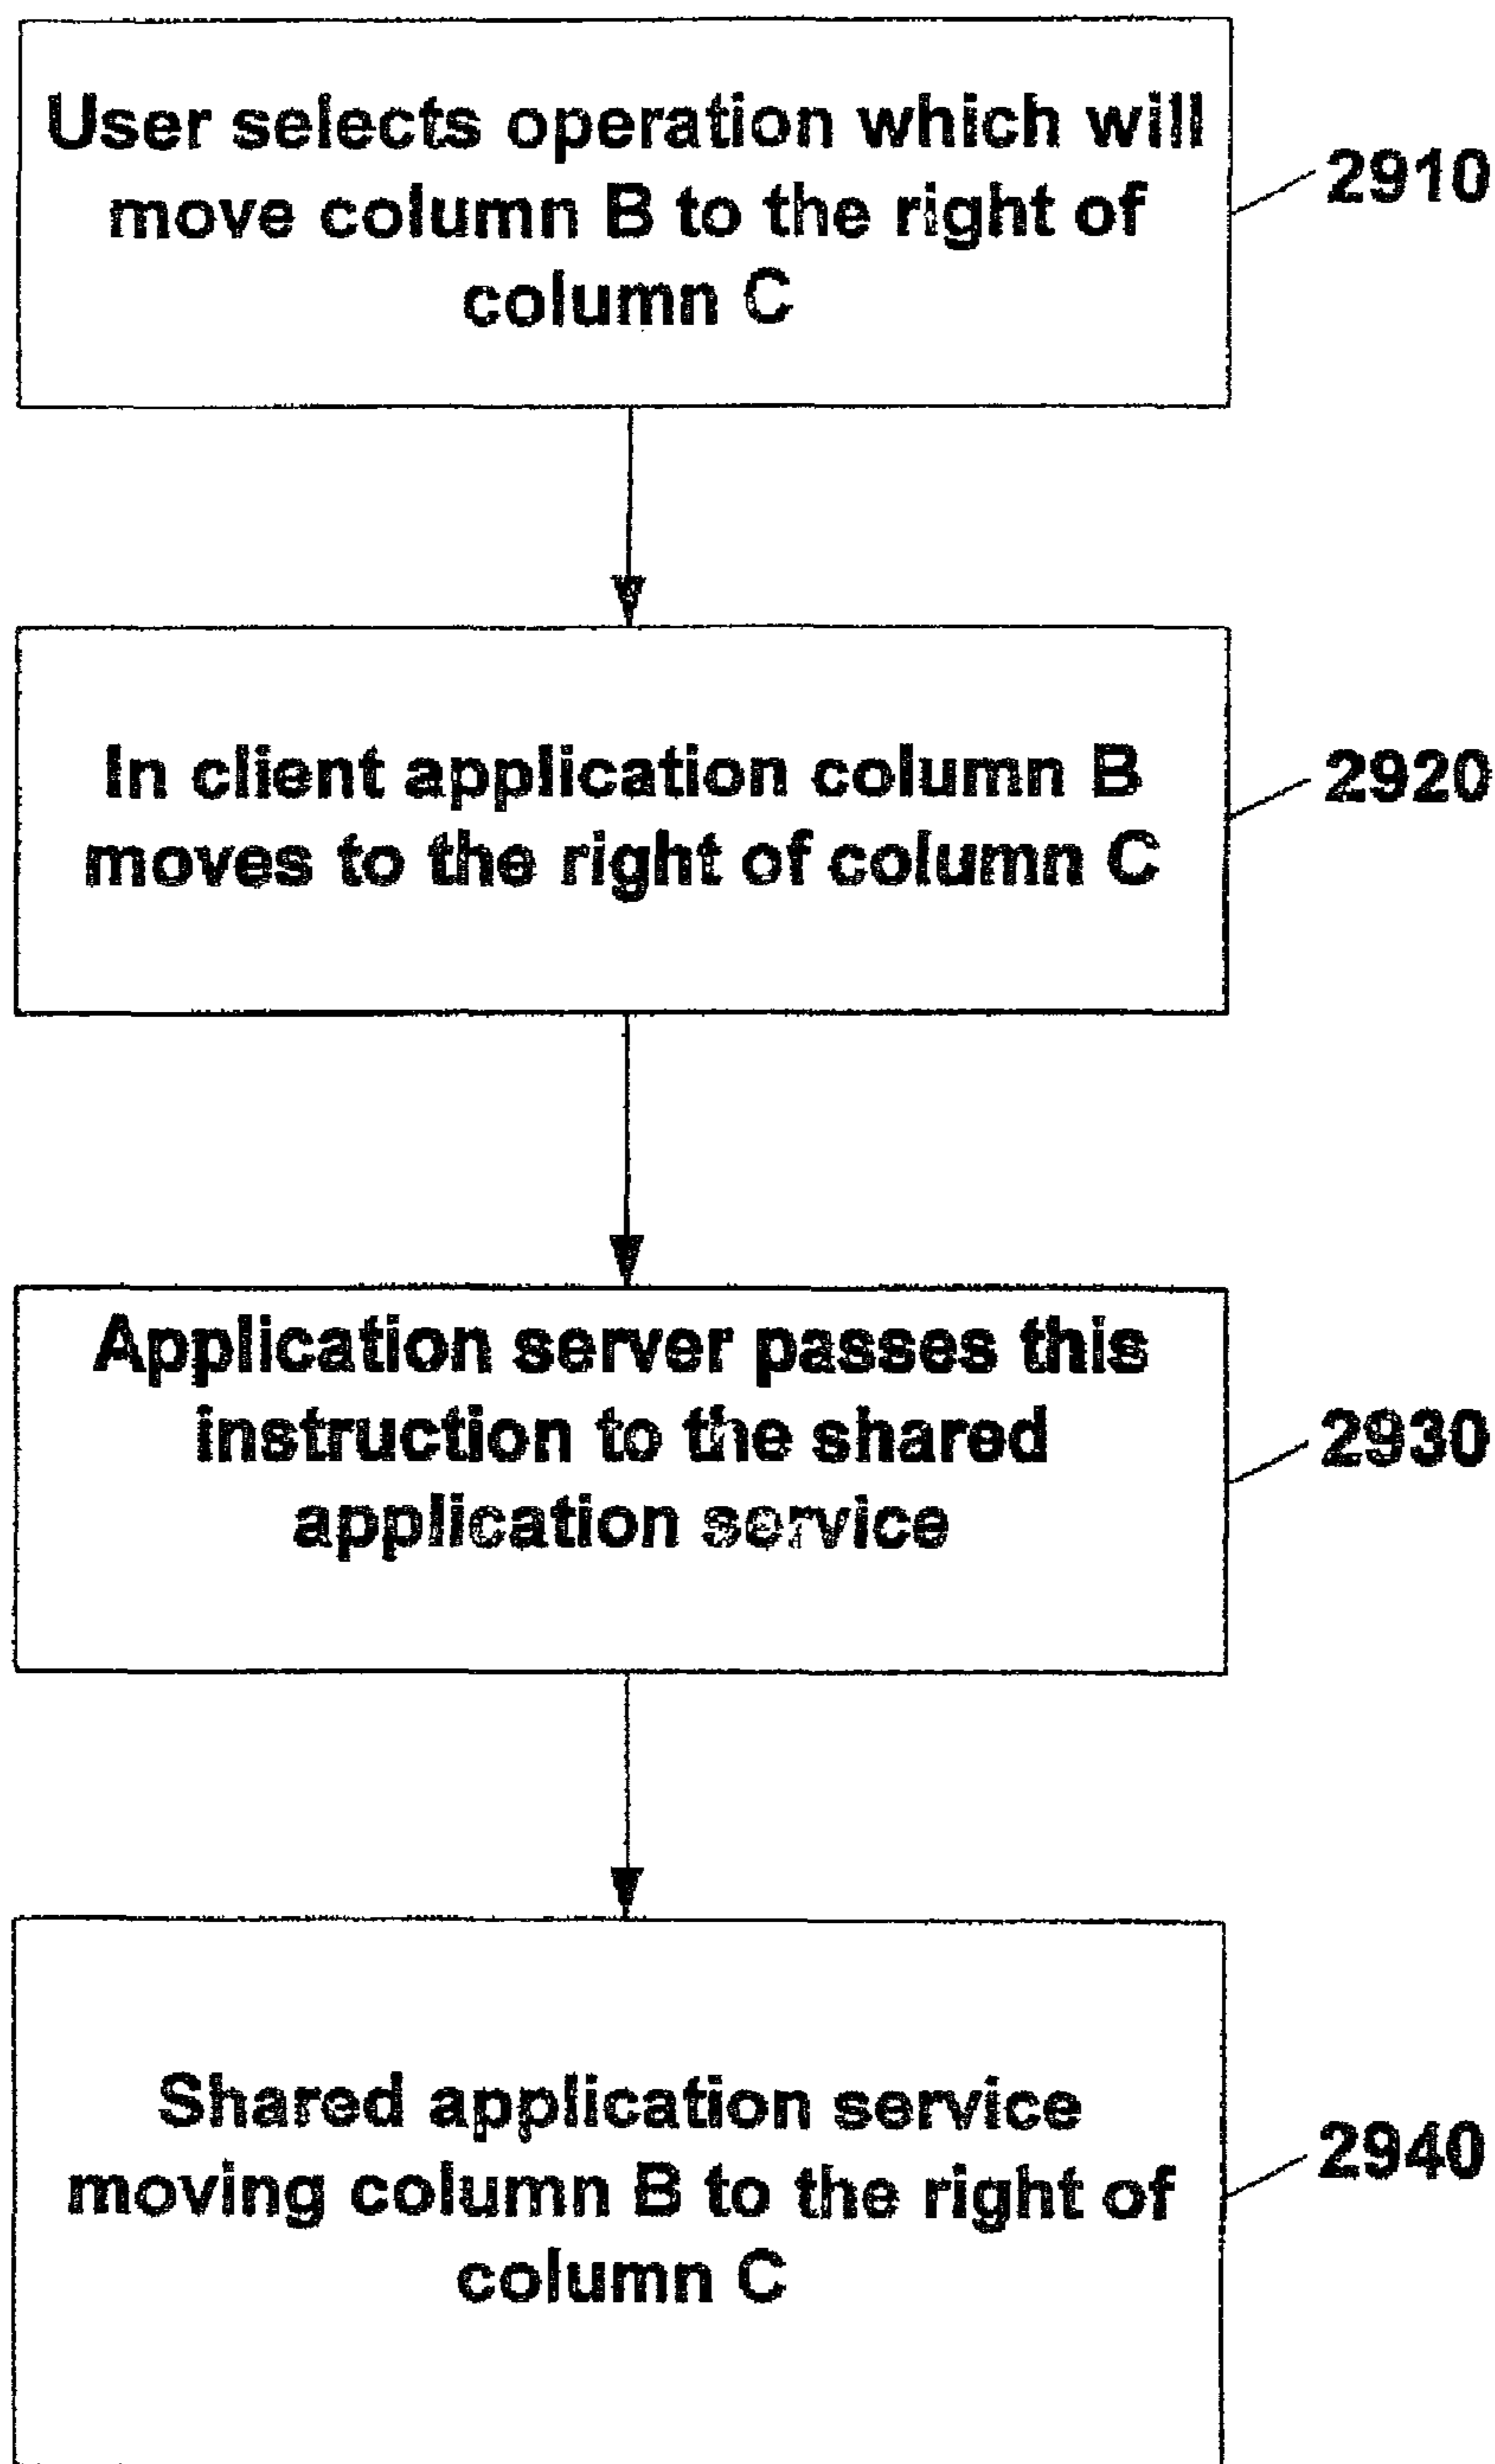 User selects operation which will
move column B to the right of
column C
2910
In client application column B
moves to the right of column C
2920
Application server passes this
instruction to the shared
application service
2930
Shared application service
moving column B to the right of
column C
2940